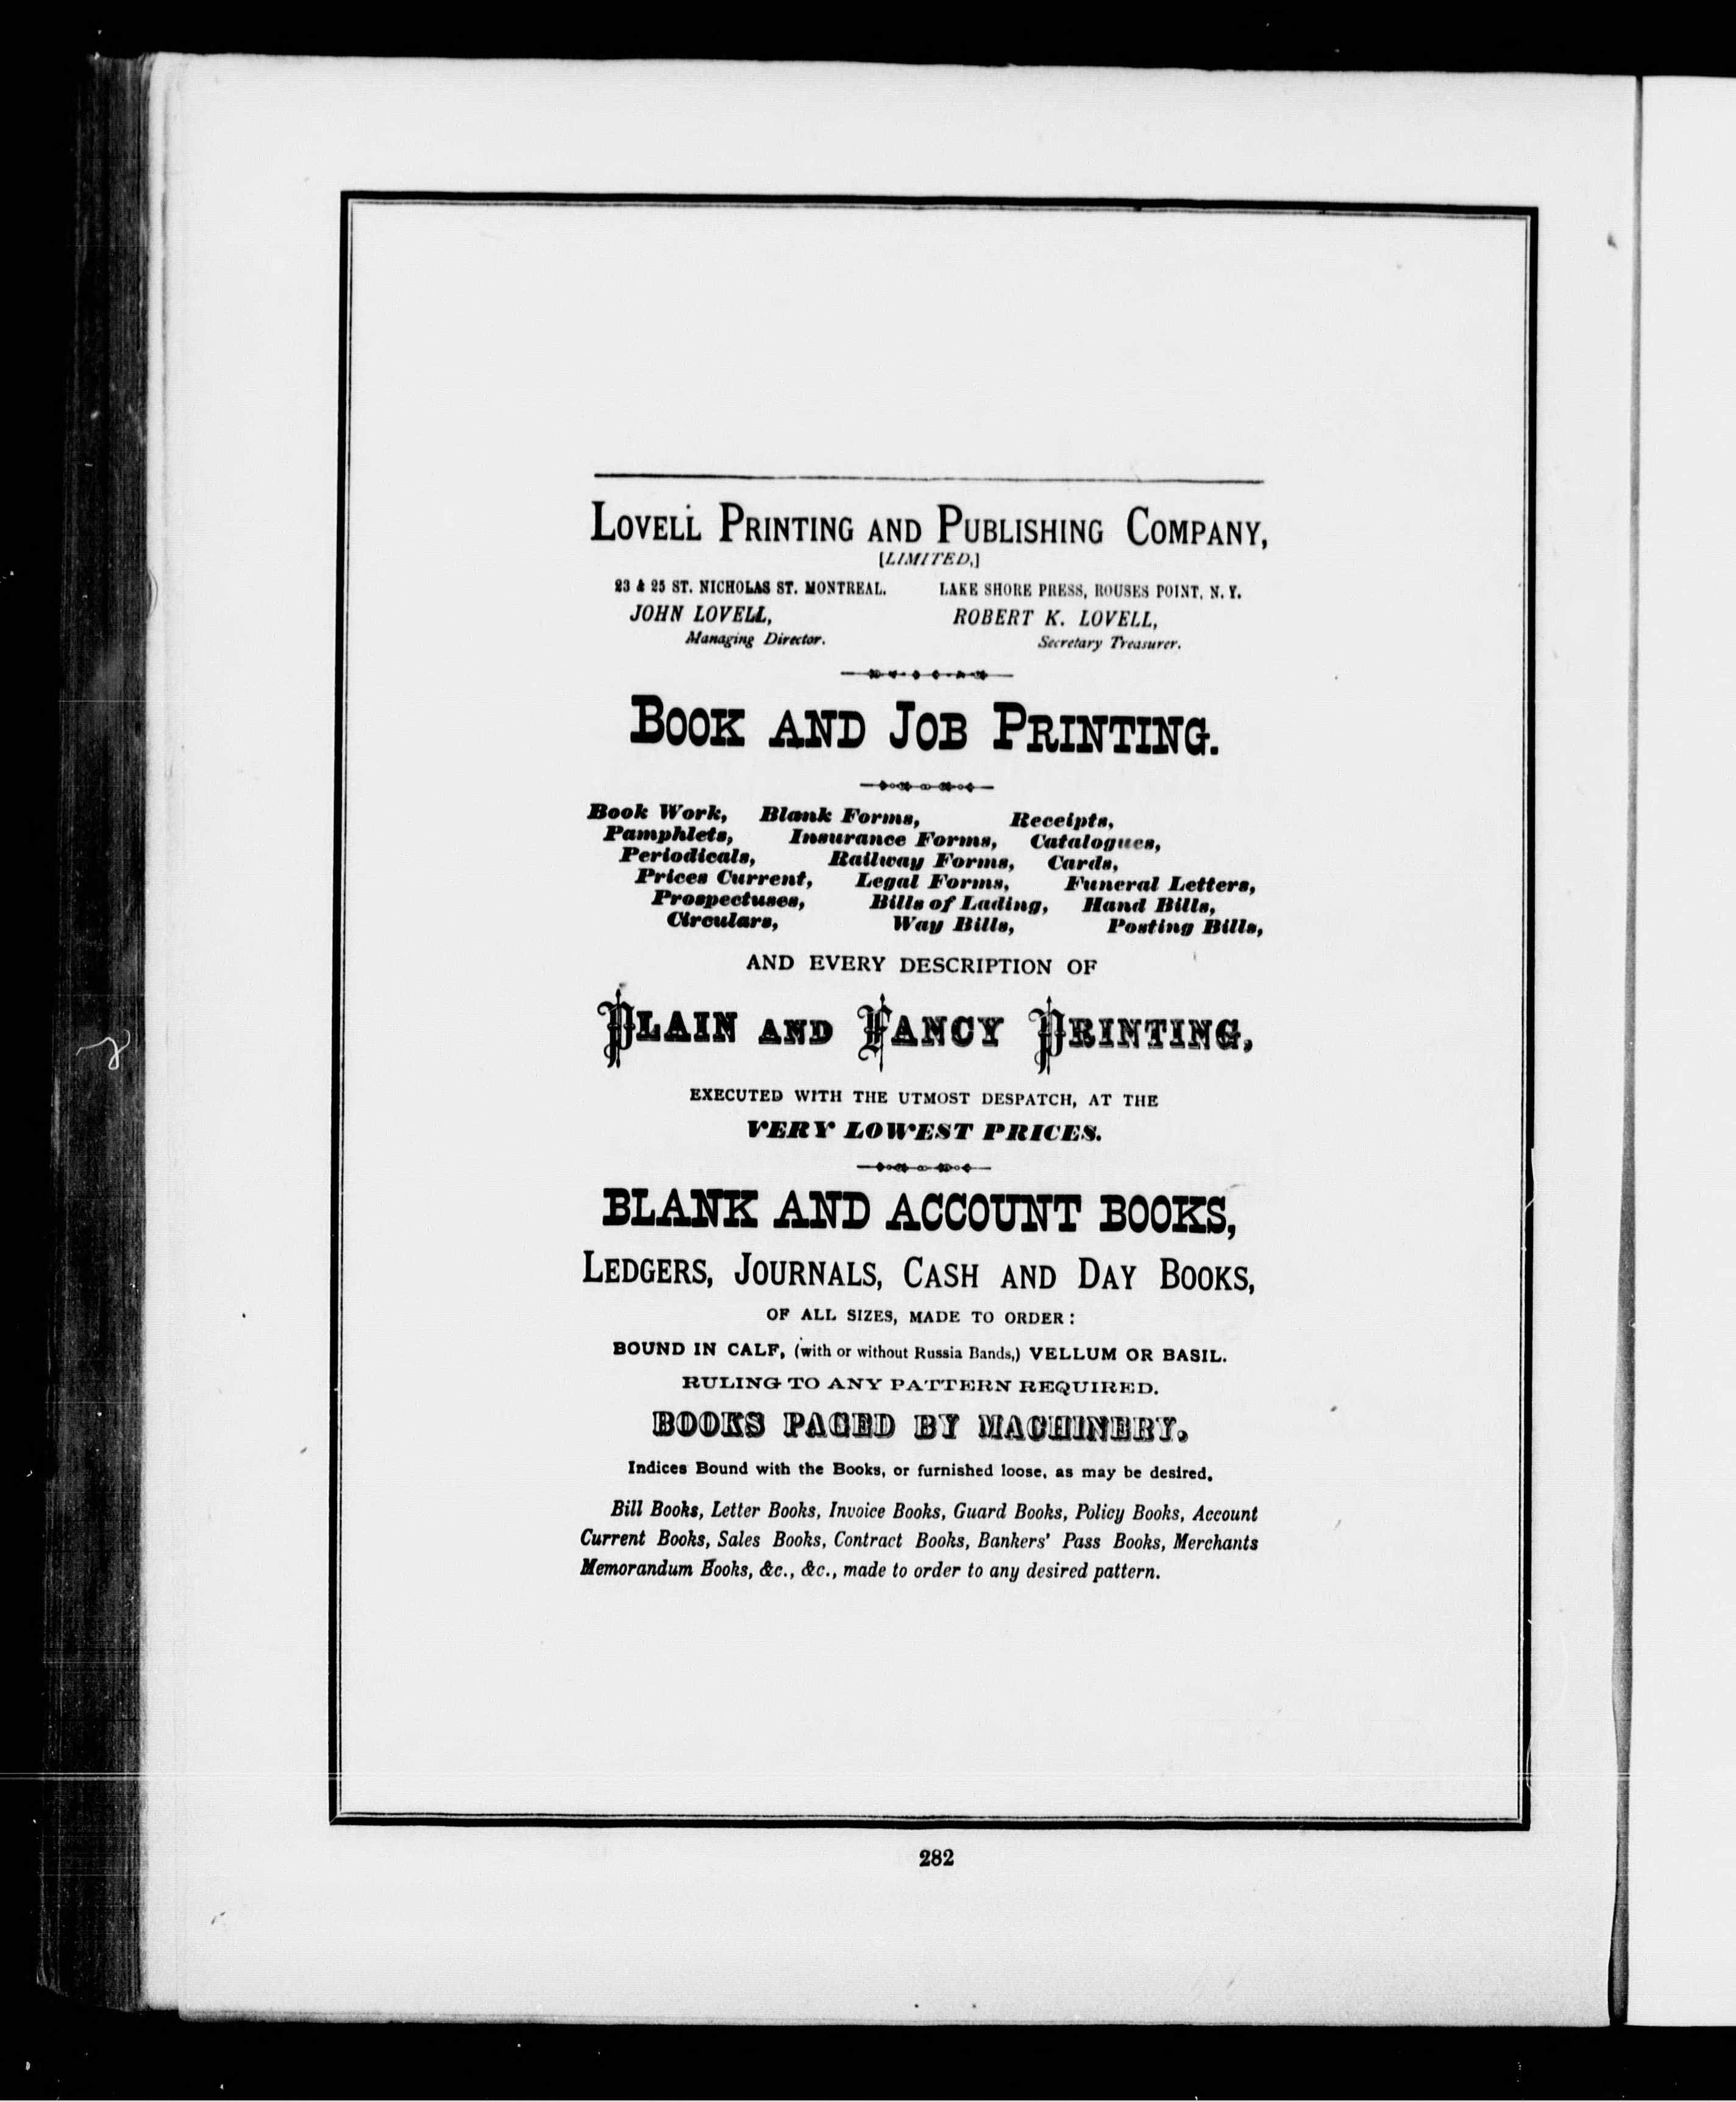 LOVELL PRINTING AND PUBLISHING COMPANY,
[LIMITED,]
23 & 25 ST. NICHOLAS ST. MONTREAL. LAKE SHORE PRESS, ROUSES POINT, N. Y.
JOHN LOVELL, ROBERT K. LOVELL,
Managing Director. Secretary Treasurer.
BOOK AND JOB PRINTING.
Book Work, Blank Forms, Receipts,
Pamphlets, Insurance Forms, Catalogues,
Periodicals, Railway Forms, Cards,
Prices Current, Legal Forms, Funeral Letters,
Prospectuses, Bills of Lading, Hand Bills,
Circulars, Way Bills, Posting Bills,
AND EVERY DESCRIPTION OF
PLAIN AND FANCY PRINTING,
EXECUTED WITH THE UTMOST DESPATCH, AT THE
VERY LOWEST PRICES.
BLANK AND ACCOUNT BOOKS,
LEDGERS, JOURNALS, CASH AND DAY BOOKS,
OF ALL SIZES, MADE TO ORDER:
BOUND IN CALF, (with or without Russia Bands,) VELLUM OR BASIL.
RULING TO ANY PATTERN REQUIRED.
BOOKS PAGED BY MACHINERY.
Indices Bound with the Books, or furnished loose, as may be desired.
Bill Books, Letter Books, Invoice Books, Guard Books, Policy Books, Account
Current Books, Sales Books, Contract Books, Bankers' Pass Books, Merchants
Memorandum Books, &c., &c., made to order to any desired pattern.
282